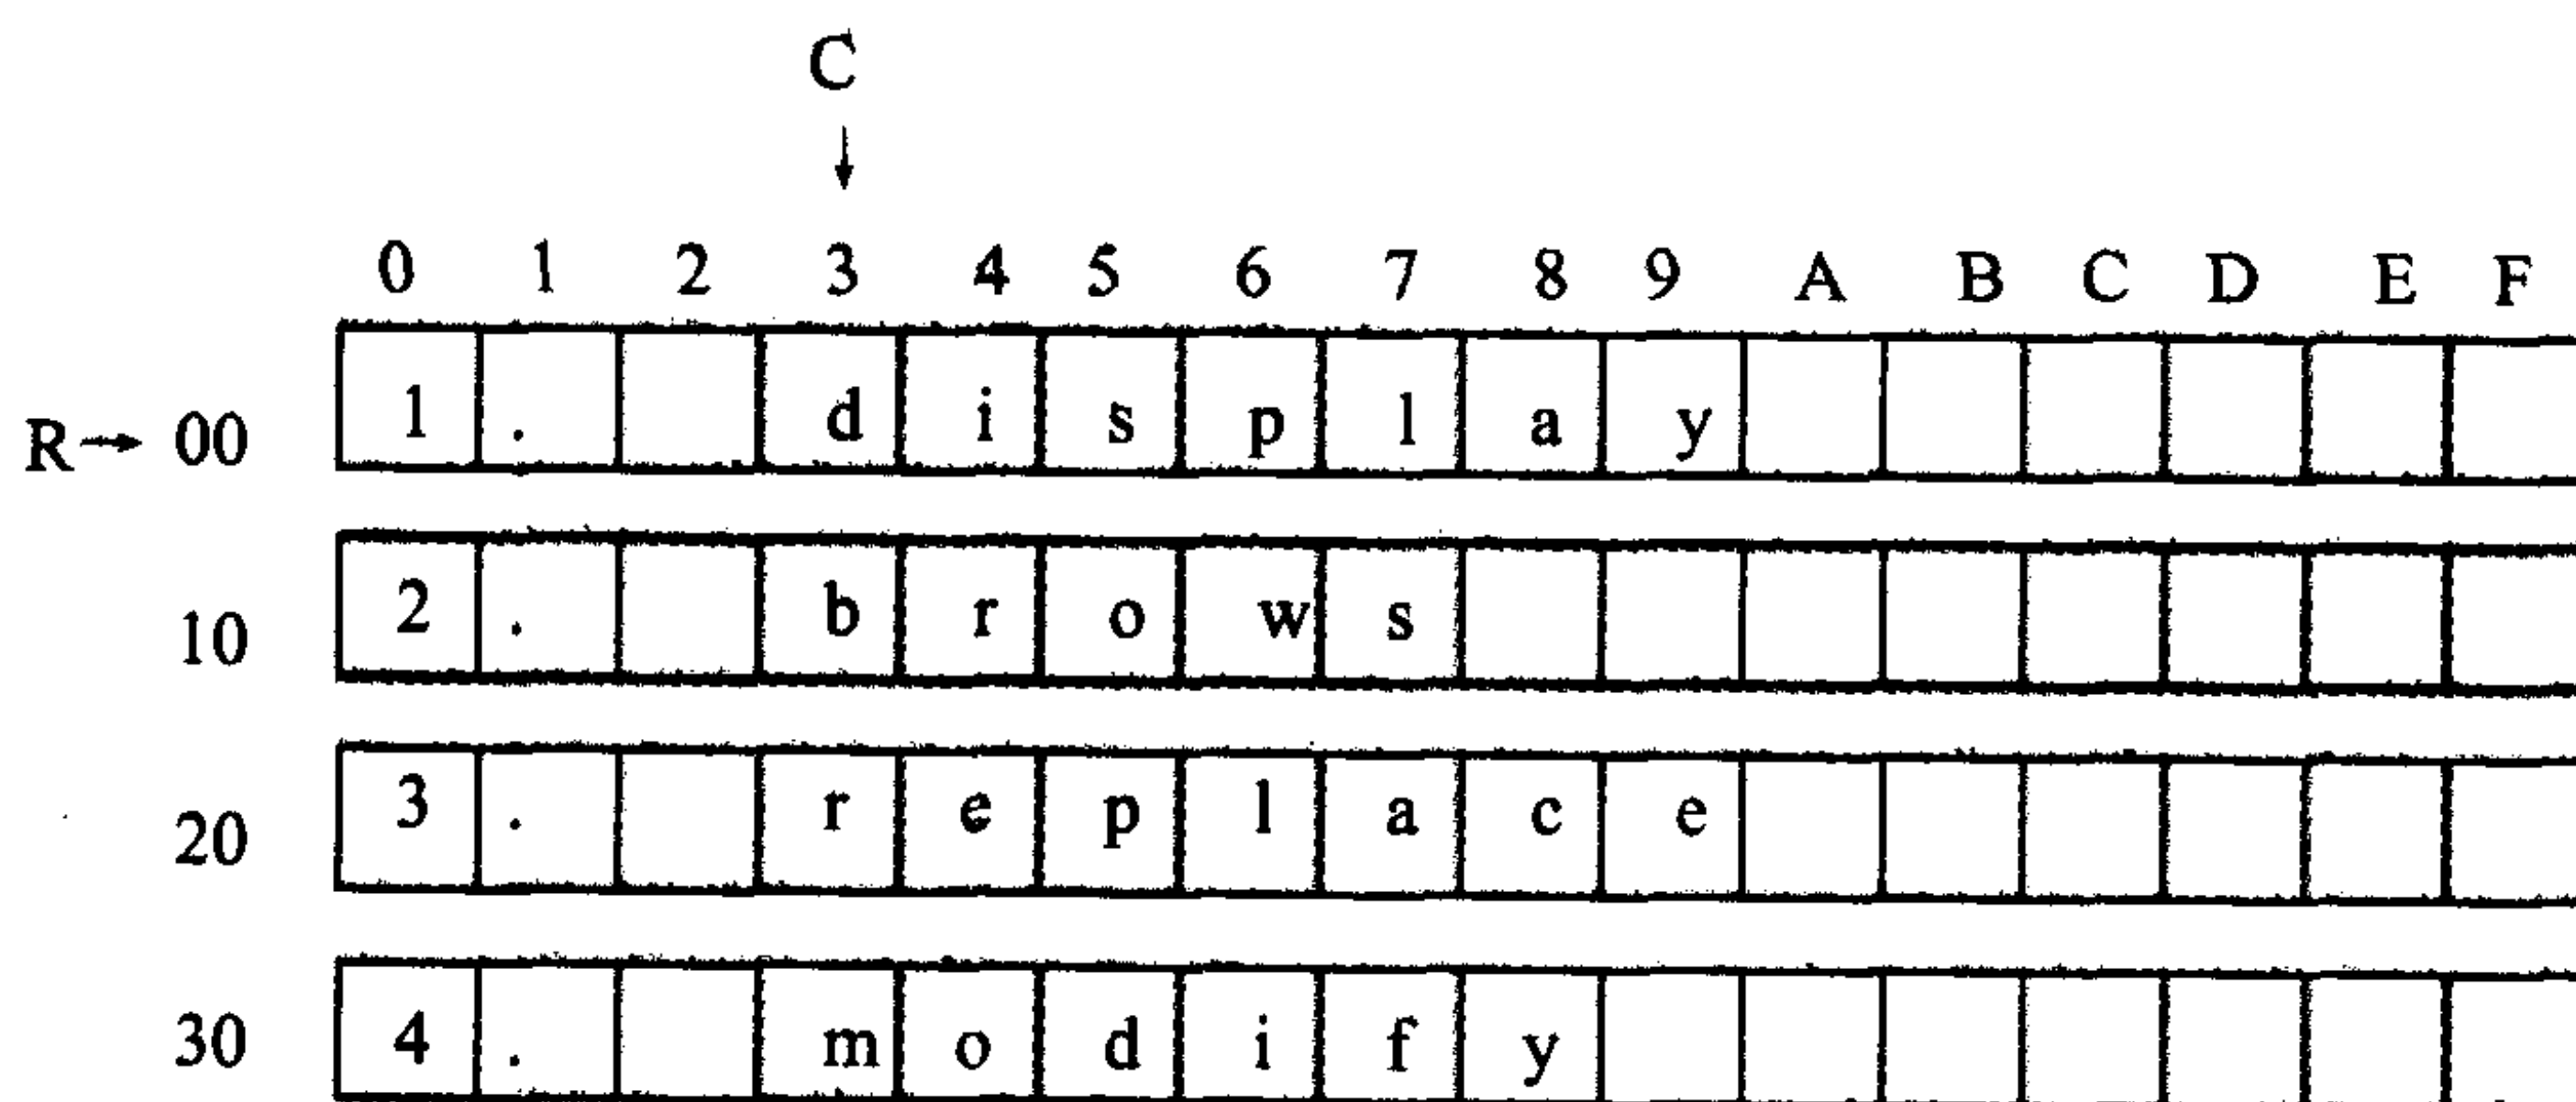 C
↓
0 1 2 3 4 5 6 7 8 9 A B C D E F
R→ 00 1 . d i s p l a y
10 2 . b r o w s
20 3 . r e p l a c e
30 4 . m o d i f y